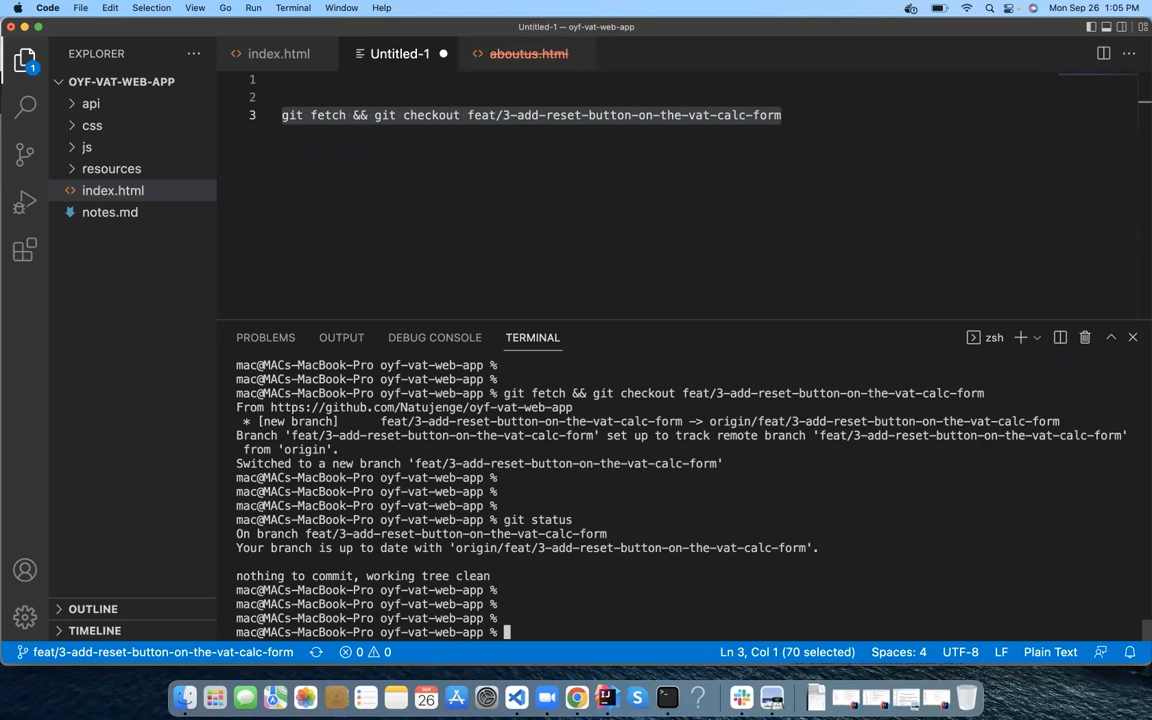 Code File Edit Selection View Go Run Terminal Window Help Mon Sep 26 1:05 PM
Untitled-1 — oyf-vat-web-app
EXPLORER ···
index.html
Untitled-1
aboutus.html
1
OYF-VAT-WEB-APP
api
css
js
resources
index.html
notes.md
OUTLINE
TIMELINE
1
2
3 git fetch && git checkout feat/3-add-reset-button-on-the-vat-calc-form
PROBLEMS OUTPUT DEBUG CONSOLE TERMINAL zsh
mac@MACs-MacBook-Pro oyf-vat-web-app %
mac@MACs-MacBook-Pro oyf-vat-web-app %
mac@MACs-MacBook-Pro oyf-vat-web-app % git fetch && git checkout feat/3-add-reset-button-on-the-vat-calc-form
From https://github.com/Natujenge/oyf-vat-web-app
* [new branch] feat/3-add-reset-button-on-the-vat-calc-form -> origin/feat/3-add-reset-button-on-the-vat-calc-form
Branch 'feat/3-add-reset-button-on-the-vat-calc-form' set up to track remote branch 'feat/3-add-reset-button-on-the-vat-calc-form'
from 'origin'.
Switched to a new branch 'feat/3-add-reset-button-on-the-vat-calc-form'
mac@MACs-MacBook-Pro oyf-vat-web-app %
mac@MACs-MacBook-Pro oyf-vat-web-app %
mac@MACs-MacBook-Pro oyf-vat-web-app %
mac@MACs-MacBook-Pro oyf-vat-web-app % git status
On branch feat/3-add-reset-button-on-the-vat-calc-form
Your branch is up to date with 'origin/feat/3-add-reset-button-on-the-vat-calc-form'.
nothing to commit, working tree clean
mac@MACs-MacBook-Pro oyf-vat-web-app %
mac@MACs-MacBook-Pro oyf-vat-web-app %
mac@MACs-MacBook-Pro oyf-vat-web-app %
mac@MACs-MacBook-Pro oyf-vat-web-app %
feat/3-add-reset-button-on-the-vat-calc-form 0 0 Ln 3, Col 1 (70 selected) Spaces: 4 UTF-8 LF Plain Text
SEP
26